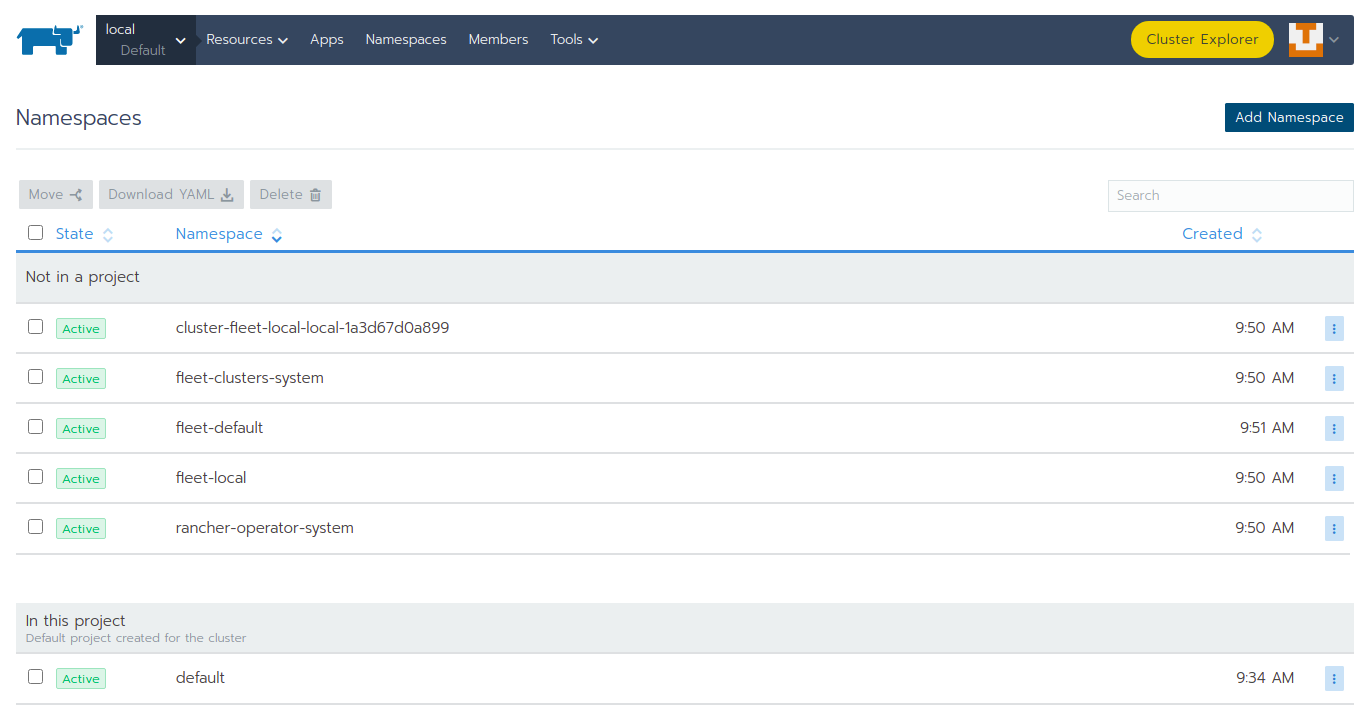 local
Default
Resources
Apps
Namespaces
Members
Tools
Cluster Explorer
Namespaces
Add Namespace
Move
Download YAML
Delete
Search
State Namespace Created
Not in a project
Active cluster-fleet-local-local-1a3d67d0a899 9:50 AM
Active fleet-clusters-system 9:50 AM
Active fleet-default 9:51 AM
Active fleet-local 9:50 AM
Active rancher-operator-system 9:50 AM
In this project
Default project created for the cluster
Active default 9:34 AM